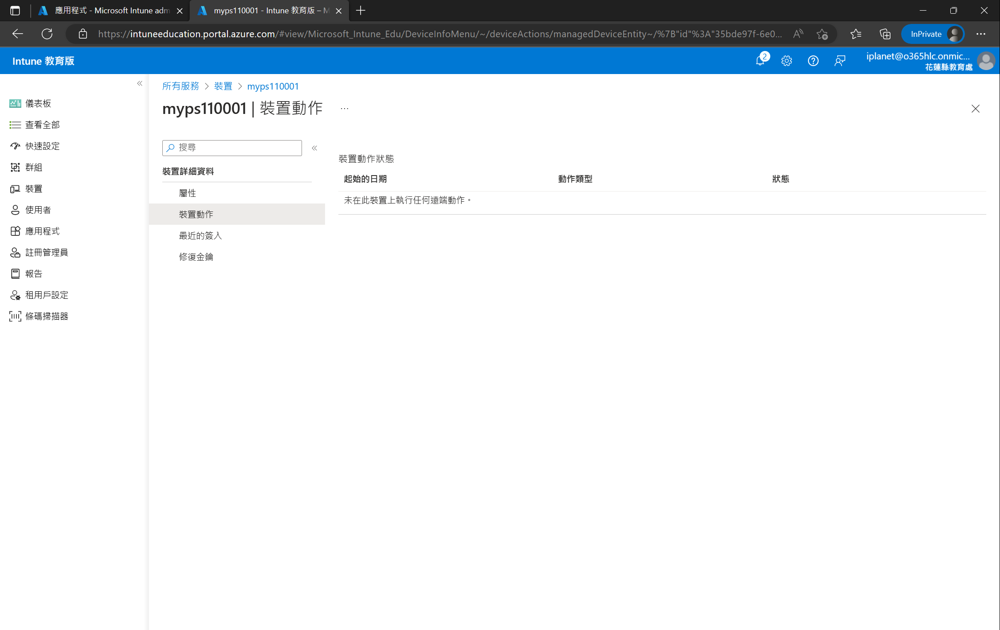 應用程式 - Microsoft Intune adm
myps110001 - Intune 教育版 – M
https://intuneeducation.portal.azure.com/#view/Microsoft_Intune_Edu/DeviceInfoMenu/~/deviceActions/managedDeviceEntity~/%7B"id"%3A"35bde97f-6e0...
InPrivate
Intune 教育版
2
iplanet@o365hlc.onmic...
花蓮縣教育處
儀表板
查看全部
快速設定
群組
裝置
使用者
應用程式
註冊管理員
報告
租用戶設定
條碼掃描器
所有服務 > 裝置 > myps110001
myps110001 | 裝置動作 ...
搜尋
裝置詳細資料
屬性
裝置動作
最近的簽入
修復金鑰
裝置動作狀態
起始的日期 動作類型 狀態
未在此裝置上執行任何遠端動作。